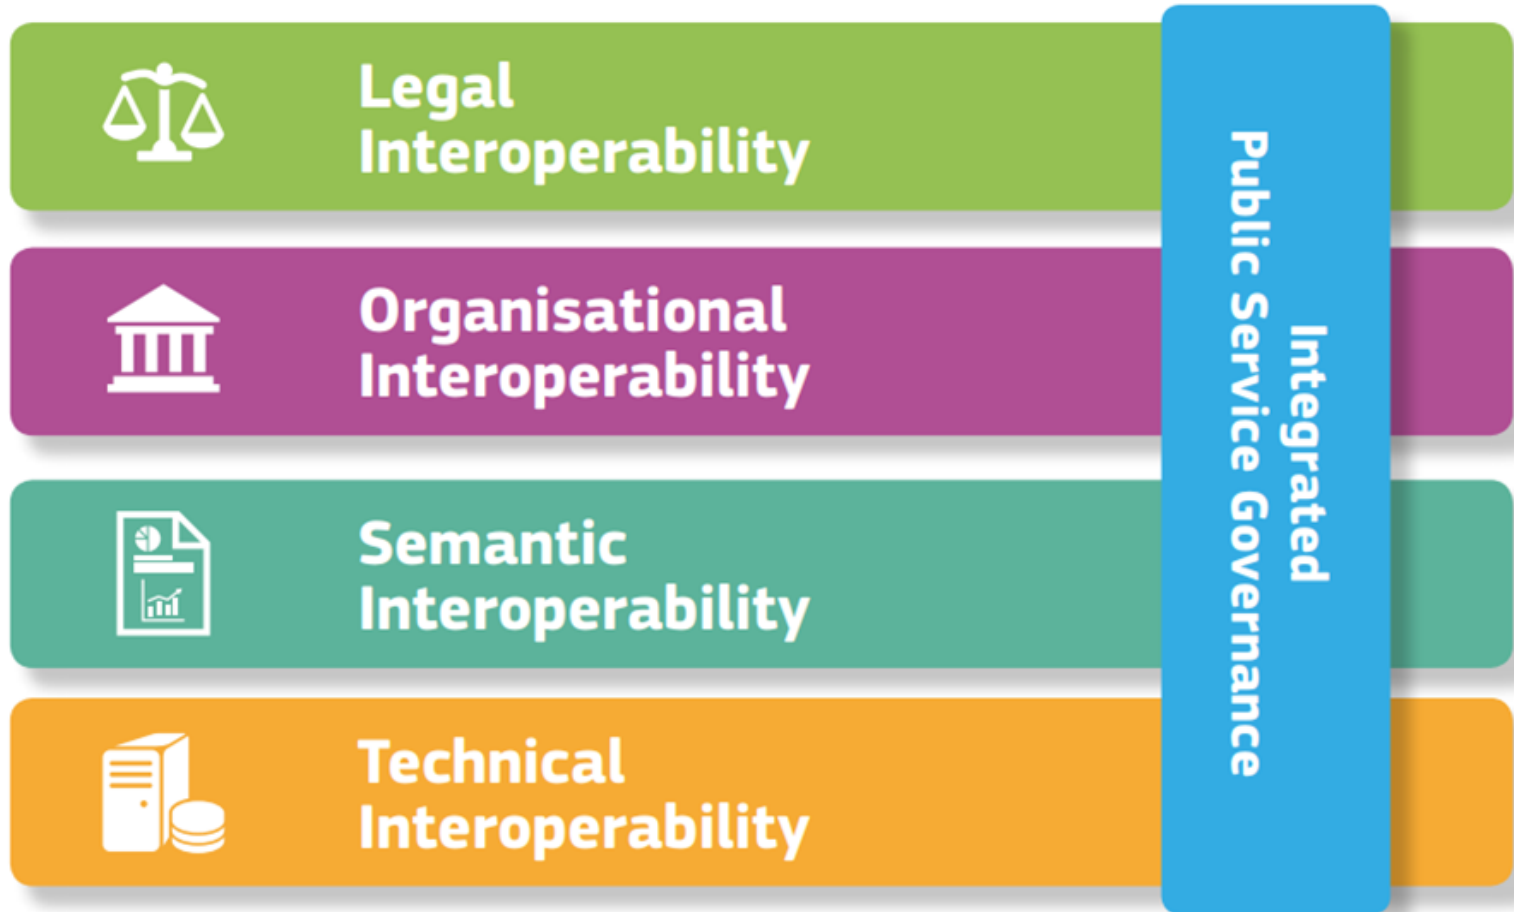 Legal
Interoperability
Organisational
Interoperability
Semantic
Interoperability
Technical
Interoperability
Integrated
Public Service Governance